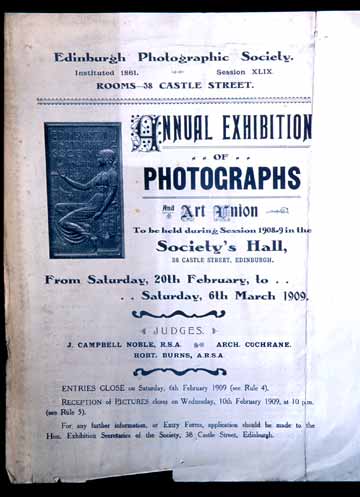 Edinburgh Photographic Society.
Instituted 1861. Session XLIX.
ROOMS—38 CASTLE STREET.
ANNUAL EXHIBITION
OF
PHOTOGRAPHS
And Art Union
To be held during Session 1908-9 in the
Society's Hall,
38 CASTLE STREET, EDINBURGH.
From Saturday, 20th February, to . .
. . Saturday, 6th March 1909.
JUDGES.
J. CAMPBELL NOBLE, R.S.A. ARCH. COCHRANE.
ROBT. BURNS, A.R.S.A.
ENTRIES CLOSE on Saturday, 6th February 1909 (see Rule 4).
RECEPTION of PICTURES closes on Wednesday, 10th February 1909, at 10 p.m.
(see Rule 5).
For any further information, or Entry Forms, application should be made to the
Hon. Exhibition Secretaries of the Society, 38 Castle Street, Edinburgh.